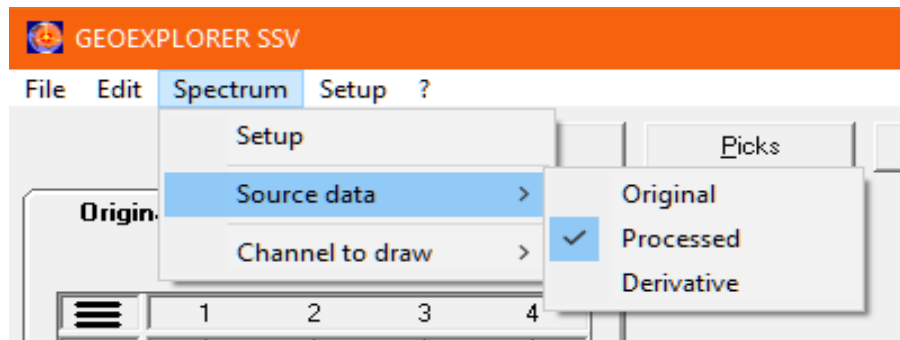 GEOEXPLORER SSV
File Edit Spectrum Setup ?
Setup
Picks
Source data >
Original
Origin
Processed
Channel to draw >
Derivative
1 2 3 4